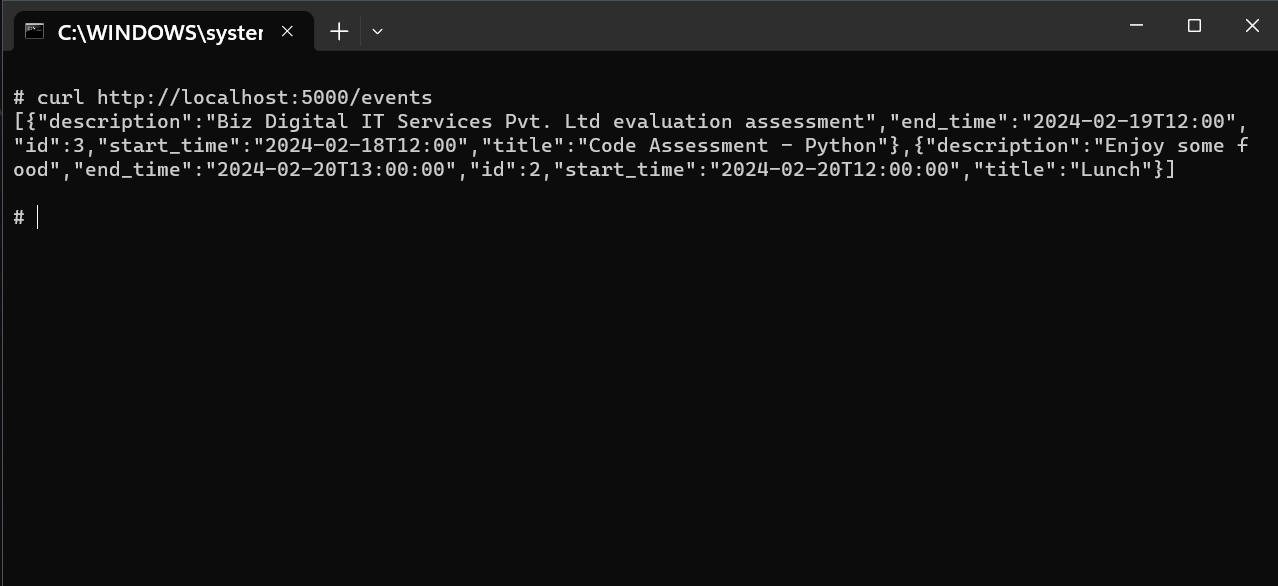 C:\WINDOWS\syster
# curl http://localhost:5000/events
[{"description":"Biz Digital IT Services Pvt. Ltd evaluation assessment","end_time":"2024-02-19T12:00",
"id":3,"start_time":"2024-02-18T12:00","title":"Code Assessment - Python"},{"description":"Enjoy some f
ood","end_time":"2024-02-20T13:00:00","id":2,"start_time":"2024-02-20T12:00:00","title":"Lunch"}]
#